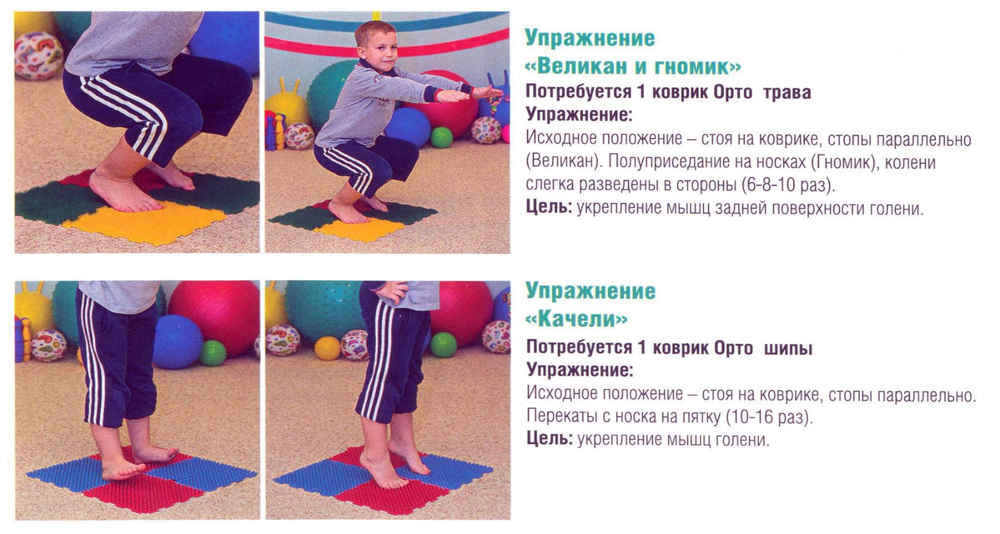 Упражнение
«Великан и гномик»
Потребуется 1 коврик Орто трава
Упражнение:
Исходное положение – стоя на коврике, стопы параллельно
(Великан). Полуприседание на носках (Гномик), колени
слегка разведены в стороны (6-8-10 раз).
Цель: укрепление мышц задней поверхности голени.
Упражнение
«Качели»
Потребуется 1 коврик Орто шипы
Упражнение:
Исходное положение – стоя на коврике, стопы параллельно.
Перекаты с носка на пятку (10-16 раз).
Цель: укрепление мышц голени.